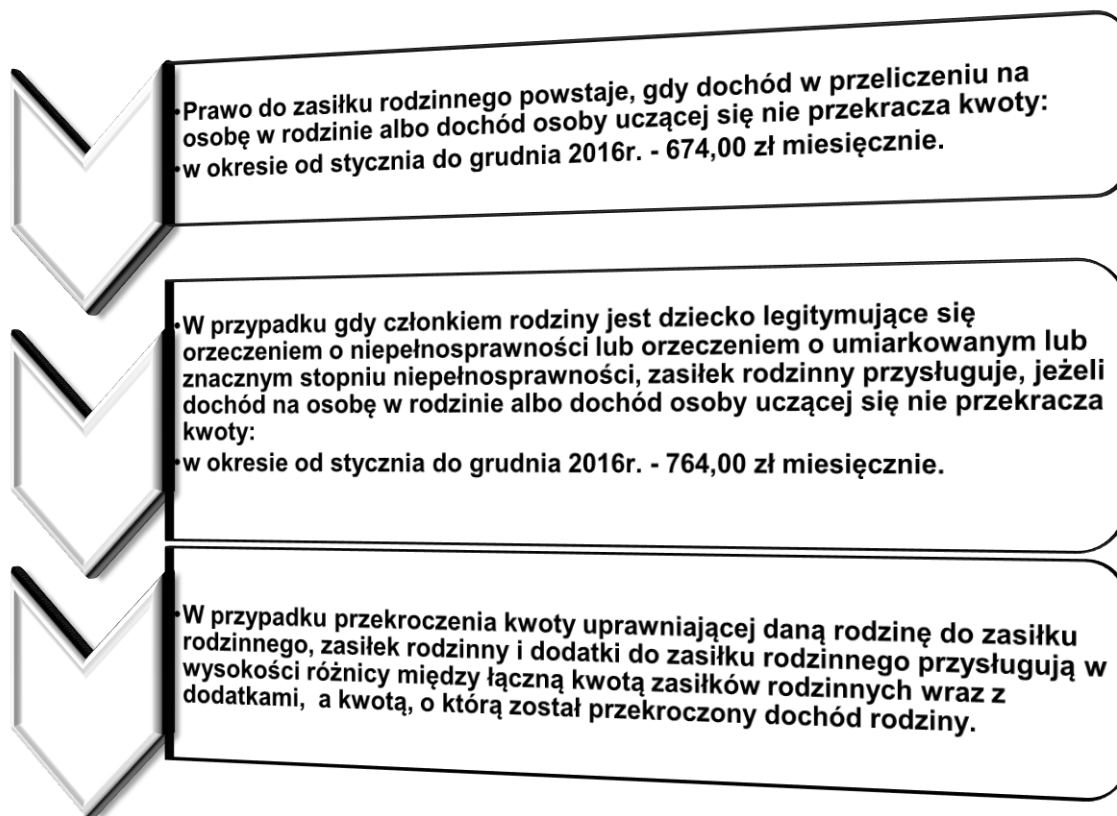 •Prawo do zasiłku rodzinnego powstaje, gdy dochód w przeliczeniu na
osobę w rodzinie albo dochód osoby uczącej się nie przekracza kwoty:
•w okresie od stycznia do grudnia 2016r. - 674,00 zł miesięcznie.
•W przypadku gdy członkiem rodziny jest dziecko legitymujące się
orzeczeniem o niepełnosprawności lub orzeczeniem o umiarkowanym lub
znacznym stopniu niepełnosprawności, zasiłek rodzinny przysługuje, jeżeli
dochód na osobę w rodzinie albo dochód osoby uczącej się nie przekracza
kwoty:
•w okresie od stycznia do grudnia 2016r. - 764,00 zł miesięcznie.
•W przypadku przekroczenia kwoty uprawniającej daną rodzinę do zasiłku
rodzinnego, zasiłek rodzinny i dodatki do zasiłku rodzinnego przysługują w
wysokości różnicy między łączną kwotą zasiłków rodzinnych wraz z
dodatkami, a kwotą, o którą został przekroczony dochód rodziny.